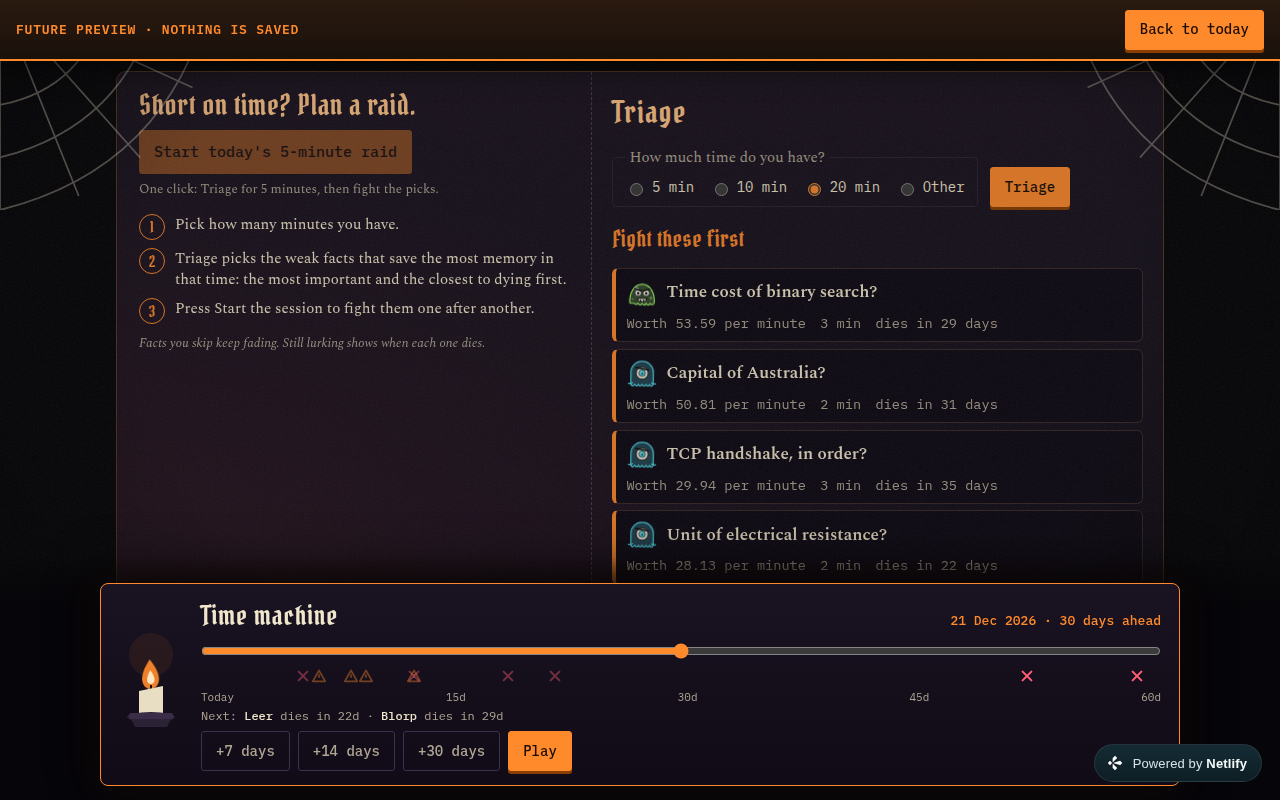 FUTURE PREVIEW · NOTHING IS SAVED
Back to today
Short on time? Plan a raid.
Start today's 5-minute raid
One click: Triage for 5 minutes, then fight the picks.
1 Pick how many minutes you have.
2 Triage picks the weak facts that save the most memory in
that time: the most important and the closest to dying first.
3 Press Start the session to fight them one after another.
Facts you skip keep fading. Still lurking shows when each one dies.
Triage
How much time do you have?
5 min 10 min 20 min Other
Triage
Fight these first
Time cost of binary search?
Worth 53.59 per minute 3 min dies in 29 days
Capital of Australia?
Worth 50.81 per minute 2 min dies in 31 days
TCP handshake, in order?
Worth 29.94 per minute 3 min dies in 35 days
Unit of electrical resistance?
Worth 28.13 per minute 2 min dies in 22 days
Time machine
21 Dec 2026 · 30 days ahead
Today 15d 30d 45d 60d
Next: Leer dies in 22d · Blorp dies in 29d
+7 days +14 days +30 days Play
Powered by Netlify